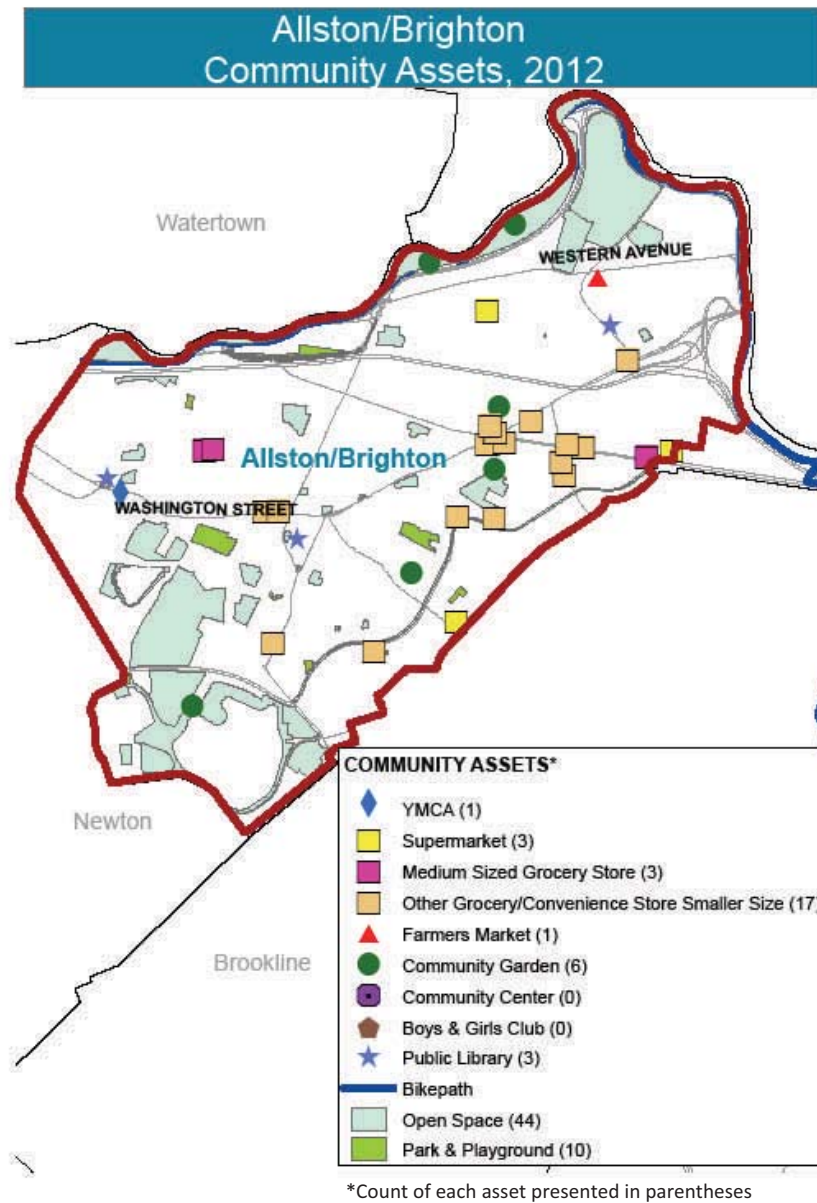 Allston/Brighton
Community Assets, 2012
Watertown
WESTERN AVENUE
Allston/Brighton
WASHINGTON STREET
Newton
Brookline
COMMUNITY ASSETS*
YMCA (1)
Supermarket (3)
Medium Sized Grocery Store (3)
Other Grocery/Convenience Store Smaller Size (17)
Farmers Market (1)
Community Garden (6)
Community Center (0)
Boys & Girls Club (0)
Public Library (3)
Bikepath
Open Space (44)
Park & Playground (10)
*Count of each asset presented in parentheses